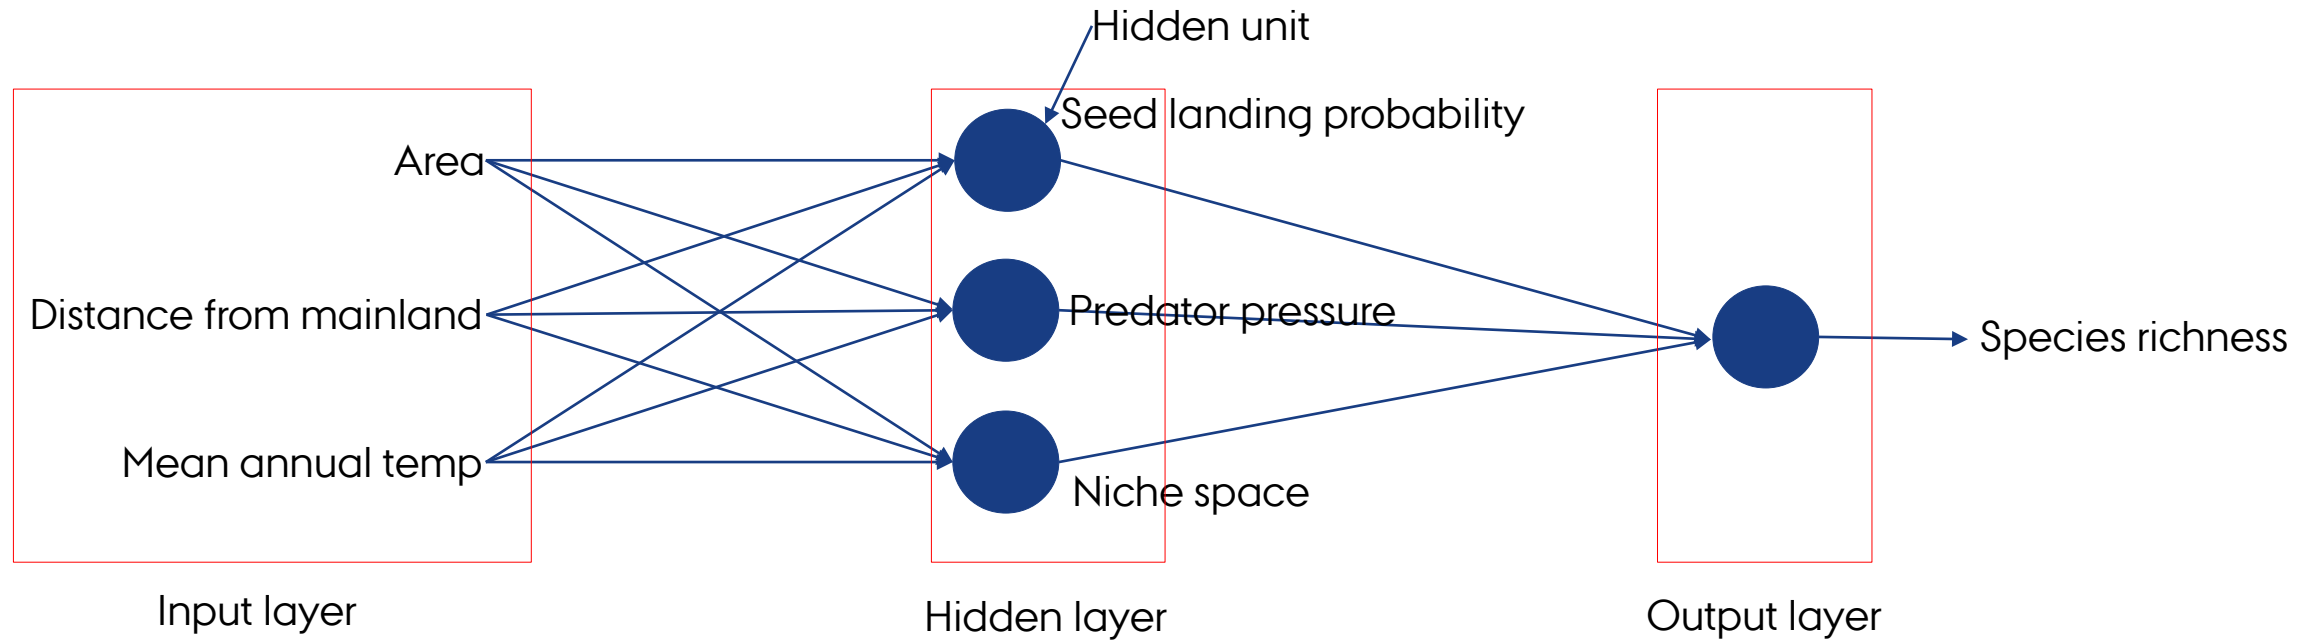 Hidden unit
Seed landing probability
Area
Distance from mainland
Predator pressure
Species richness
Mean annual temp
Niche space
Input layer
Hidden layer
Output layer